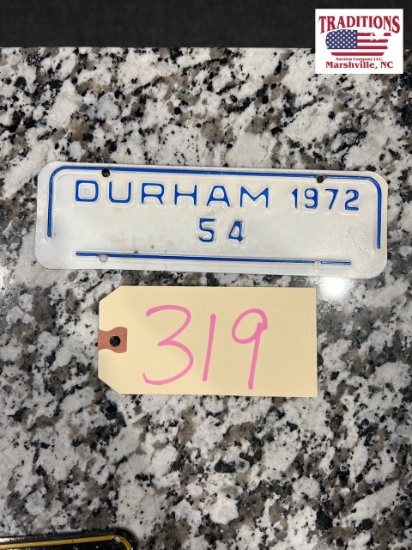 TRADITIONS
Auction Company LLC.
Marshville, NC
DURHAM 1972
54
319